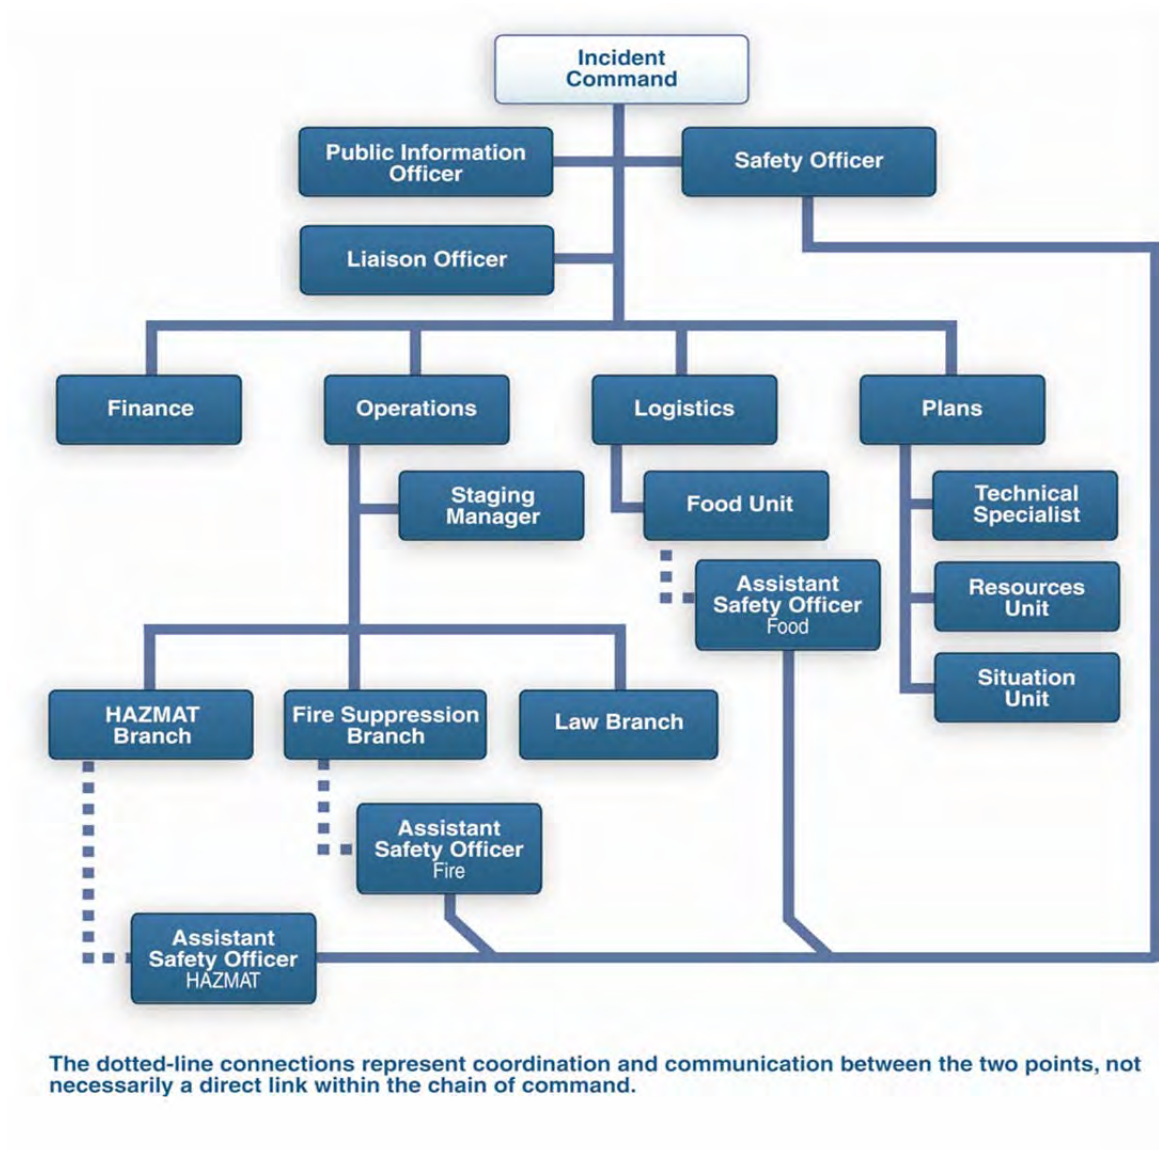 Incident
Command
Public Information
Officer
Safety Officer
Liaison Officer
Finance
Operations
Logistics
Plans
Staging
Manager
Food Unit
Technical
Specialist
Assistant
Safety Officer
Food
Resources
Unit
Situation
Unit
HAZMAT
Branch
Fire Suppression
Branch
Law Branch
Assistant
Safety Officer
Fire
Assistant
Safety Officer
HAZMAT
The dotted-line connections represent coordination and communication between the two points, not
necessarily a direct link within the chain of command.